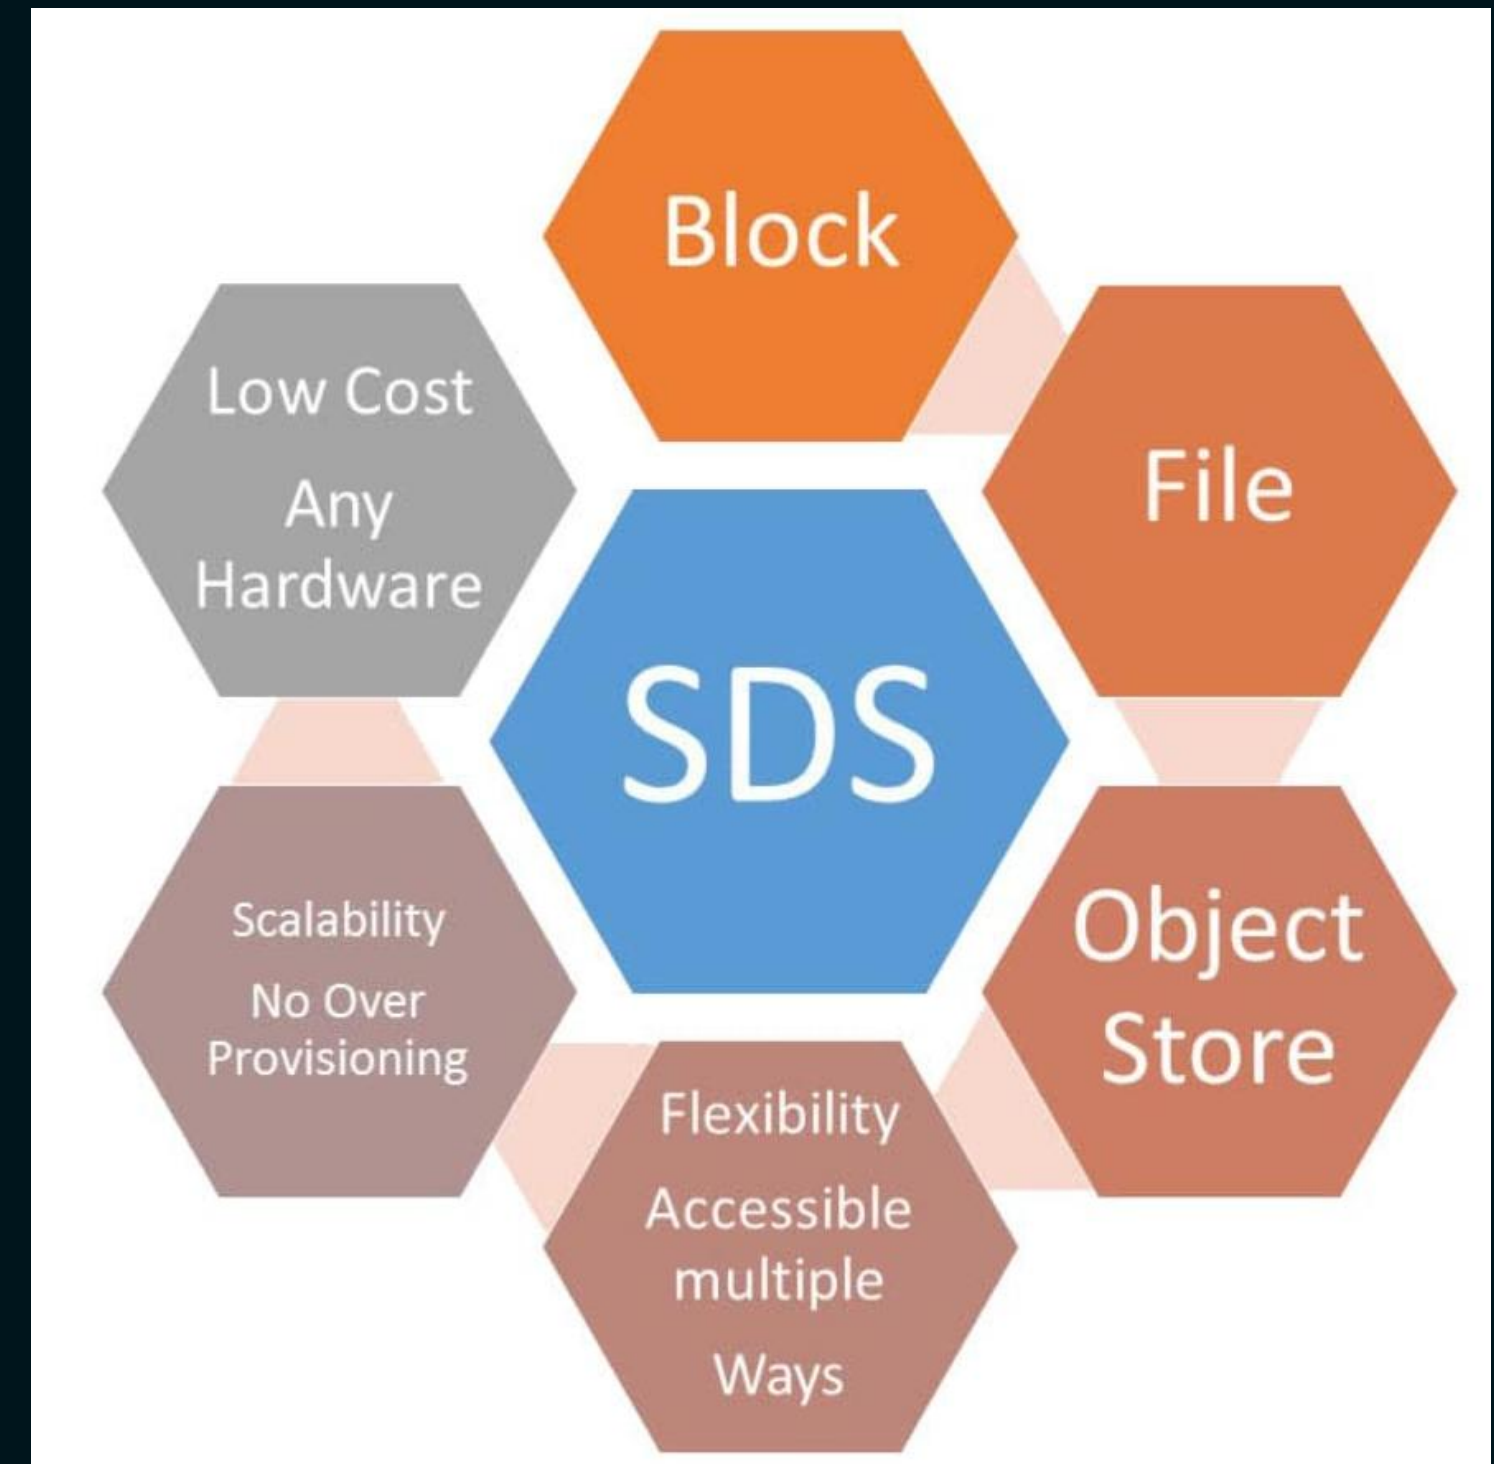 Block
File
Object
Store
Flexibility
Accessible
multiple
Ways
Scalability
No Over
Provisioning
Low Cost
Any
Hardware
SDS